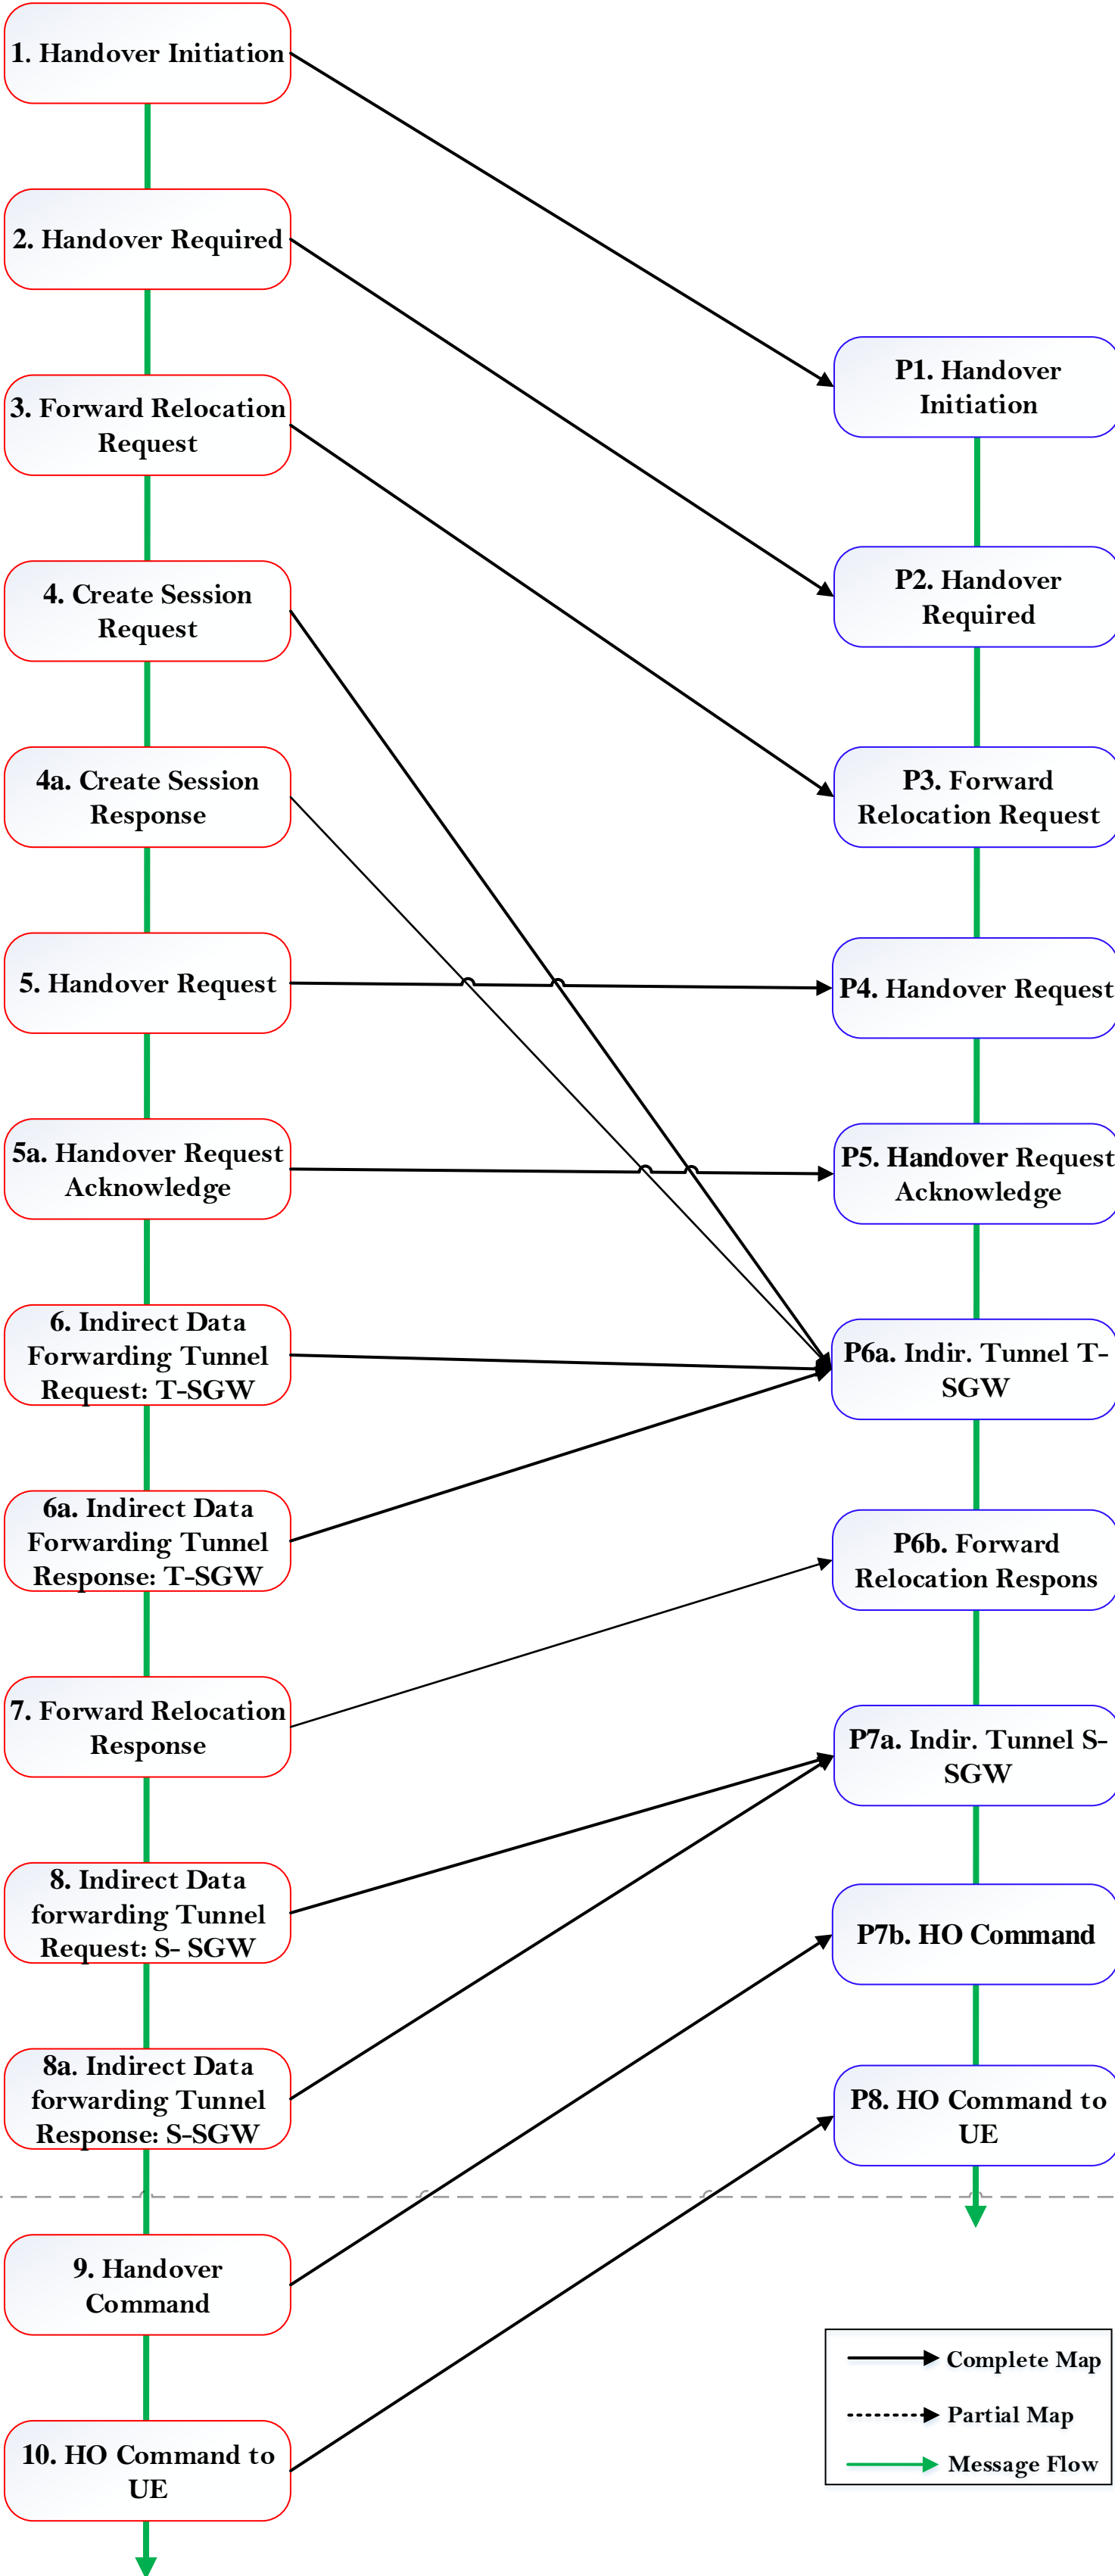 1. Handover Initiation
2. Handover Required
3. Forward Relocation
Request
4. Create Session
Request
4a. Create Session
Response
5. Handover Request
5a. Handover Request
Acknowledge
6. Indirect Data
Forwarding Tunnel
Request: T-SGW
6a. Indirect Data
Forwarding Tunnel
Response: T-SGW
7. Forward Relocation
Response
8. Indirect Data
forwarding Tunnel
Request: S- SGW
8a. Indirect Data
forwarding Tunnel
Response: S-SGW
9. Handover
Command
10. HO Command to
UE
P1. Handover
Initiation
P2. Handover
Required
P3. Forward
Relocation Request
P4. Handover Request
P5. Handover Request
Acknowledge
P6a. Indir. Tunnel T-
SGW
P6b. Forward
Relocation Respons
P7a. Indir. Tunnel S-
SGW
P7b. HO Command
P8. HO Command to
UE
Complete Map
Partial Map
Message Flow